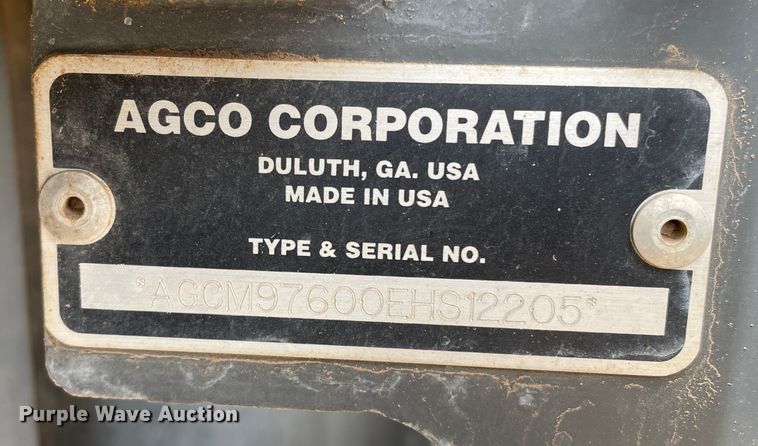 AGCO CORPORATION
DULUTH, GA. USA
MADE IN USA
TYPE & SERIAL NO.
*AGCM97600EHS12205*
Purple Wave Auction